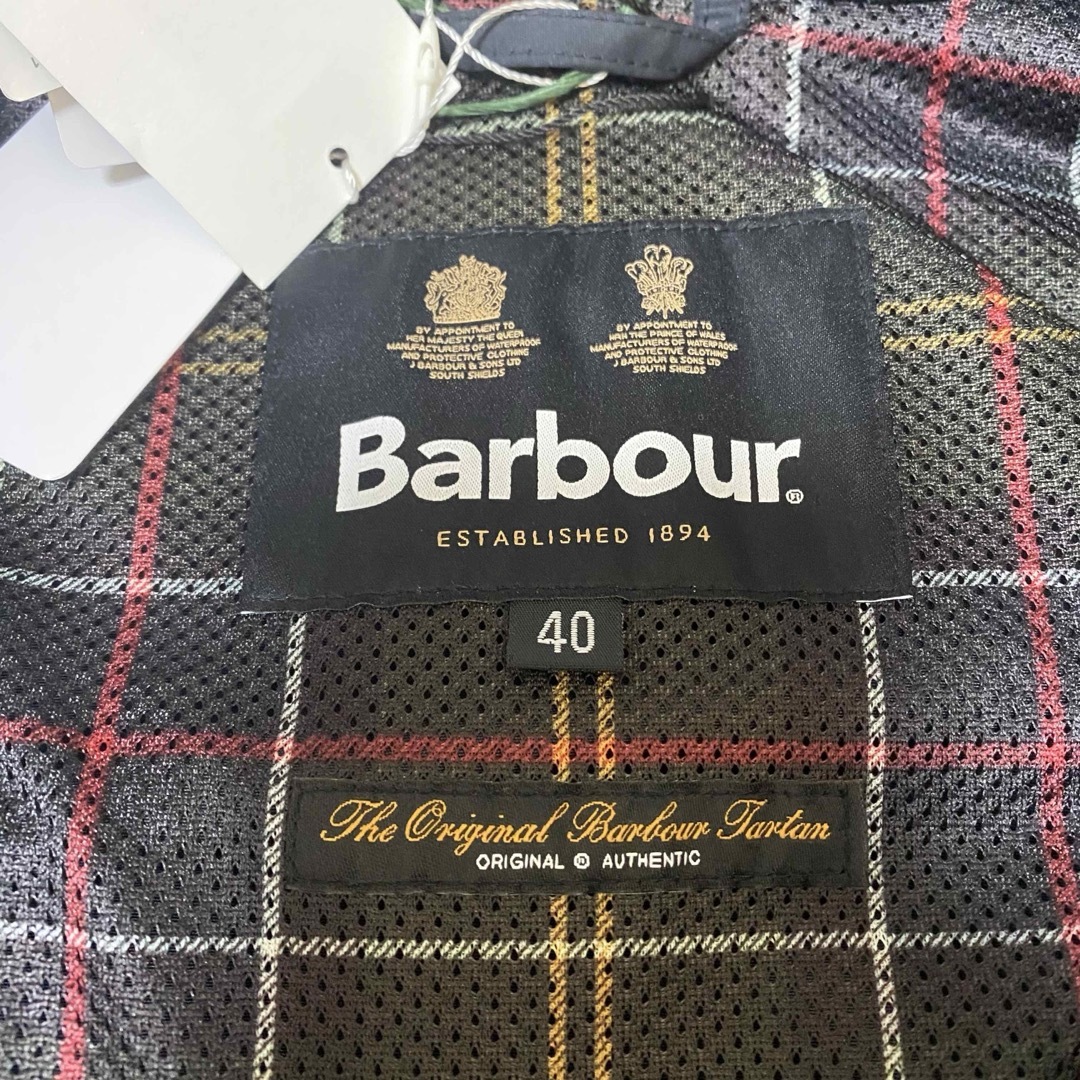 BY APPOINTMENT TO
HER MAJESTY THE QUEEN
MANUFACTURERS OF WATERPROOF
AND PROTECTIVE CLOTHING
J BARBOUR & SONS LTD
SOUTH SHIELDS
BY APPOINTMENT TO
HRH THE PRINCE OF WALES
MANUFACTURERS OF WATERPROOF
AND PROTECTIVE CLOTHING
J BARBOUR & SONS LTD
SOUTH SHIELDS
Barbour®
ESTABLISHED 1894
40
The Original Barbour Tartan
ORIGINAL ® AUTHENTIC